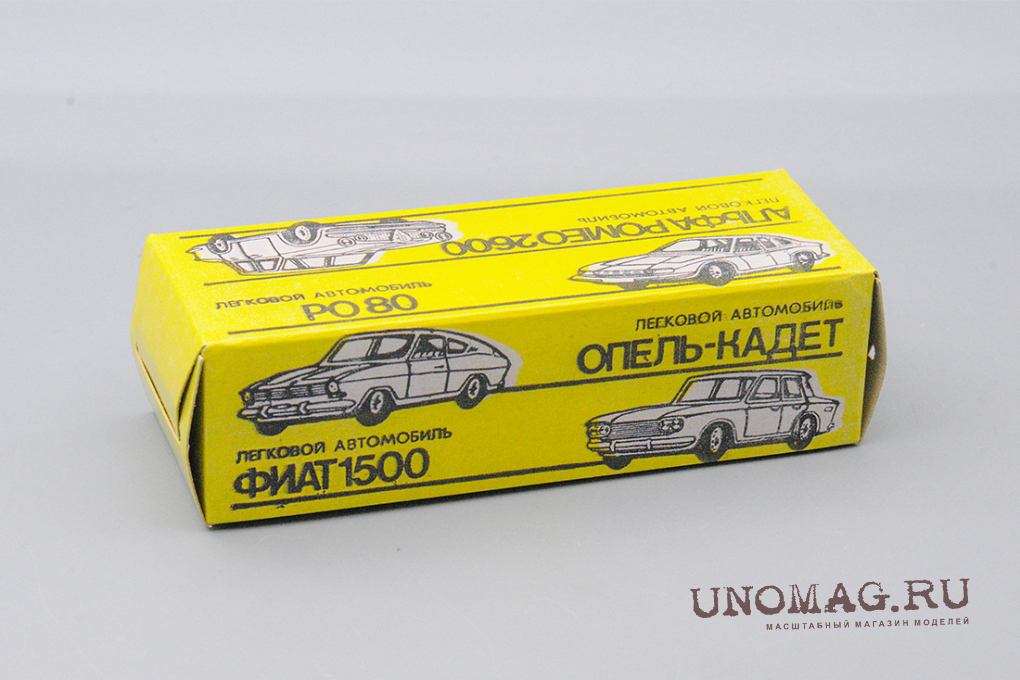 ЛЕГКОВОЙ АВТОМОБИЛЬ
АЛЬФА РОМЕО 2600
ЛЕГКОВОЙ АВТОМОБИЛЬ
РО 80
ЛЕГКОВОЙ АВТОМОБИЛЬ
ОПЕЛЬ-КАДЕТ
ЛЕГКОВОЙ АВТОМОБИЛЬ
ФИАТ 1500
UNOMAG.RU
МАСШТАБНЫЙ МАГАЗИН МОДЕЛЕЙ